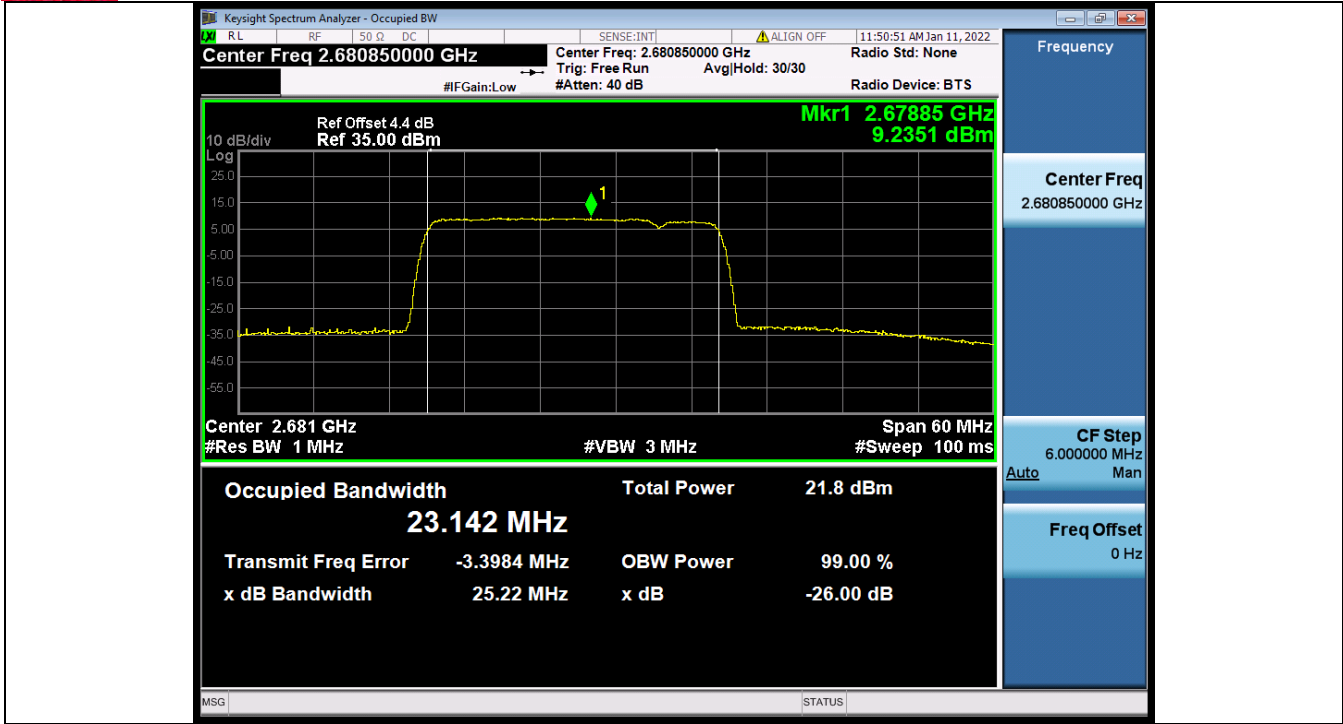 Keysight Spectrum Analyzer - Occupied BW
LXI RL RF 50 Ω DC SENSE:INT ALIGN OFF 11:50:51 AM Jan 11, 2022
Center Freq 2.680850000 GHz
Center Freq: 2.680850000 GHz Radio Std: None
Trig: Free Run Avg|Hold: 30/30
#IFGain:Low #Atten: 40 dB Radio Device: BTS
Mkr1 2.67885 GHz
9.2351 dBm
Ref Offset 4.4 dB
10 dB/div Ref 35.00 dBm
Log
25.0
15.0
5.00
-5.00
-15.0
-25.0
-35.0
-45.0
-55.0
1
Center 2.681 GHz Span 60 MHz
#Res BW 1 MHz #VBW 3 MHz #Sweep 100 ms
Occupied Bandwidth Total Power 21.8 dBm
23.142 MHz
Transmit Freq Error -3.3984 MHz OBW Power 99.00 %
x dB Bandwidth 25.22 MHz x dB -26.00 dB
MSG STATUS
Frequency
Center Freq
2.680850000 GHz
CF Step
6.000000 MHz
Auto Man
Freq Offset
0 Hz